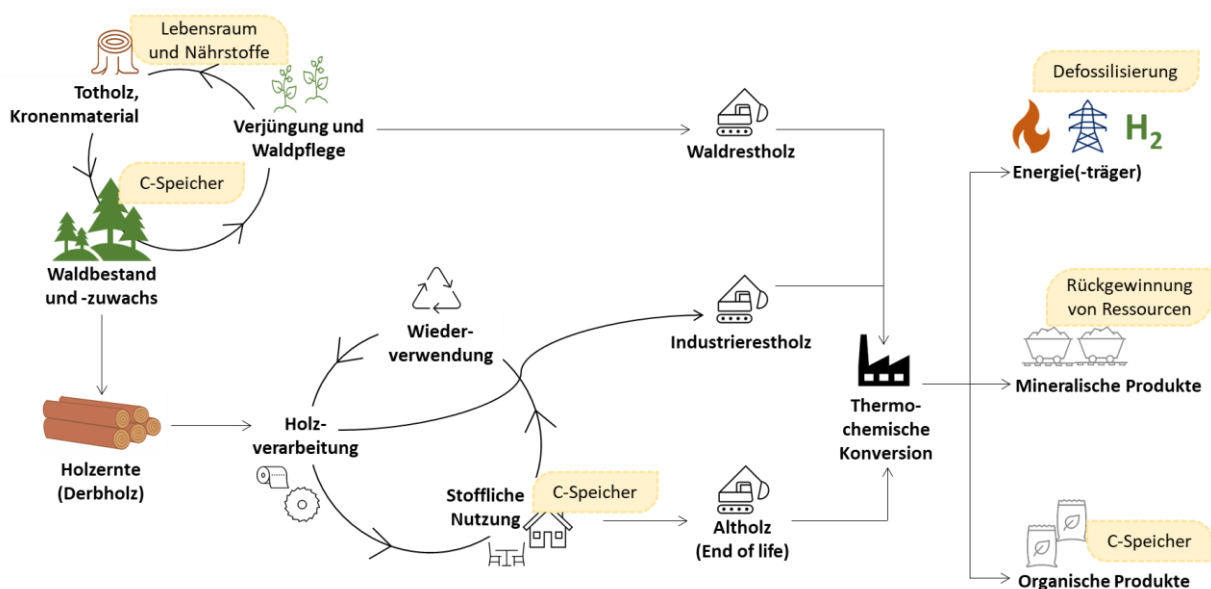 Lebensraum
und Nährstoffe
Totholz,
Kronenmaterial
Verjüngung und
Waldpflege
C-Speicher
Waldbestand
und -zuwachs
Holzernte
(Derbholz)
Wieder-
verwendung
Holz-
verarbeitung
Stoffliche
Nutzung
C-Speicher
Waldrestholz
Industrierestholz
Altholz
(End of life)
Thermo-
chemische
Konversion
Defossilisierung
H₂
Energie(-träger)
Rückgewinnung
von Ressourcen
Mineralische Produkte
C-Speicher
Organische Produkte